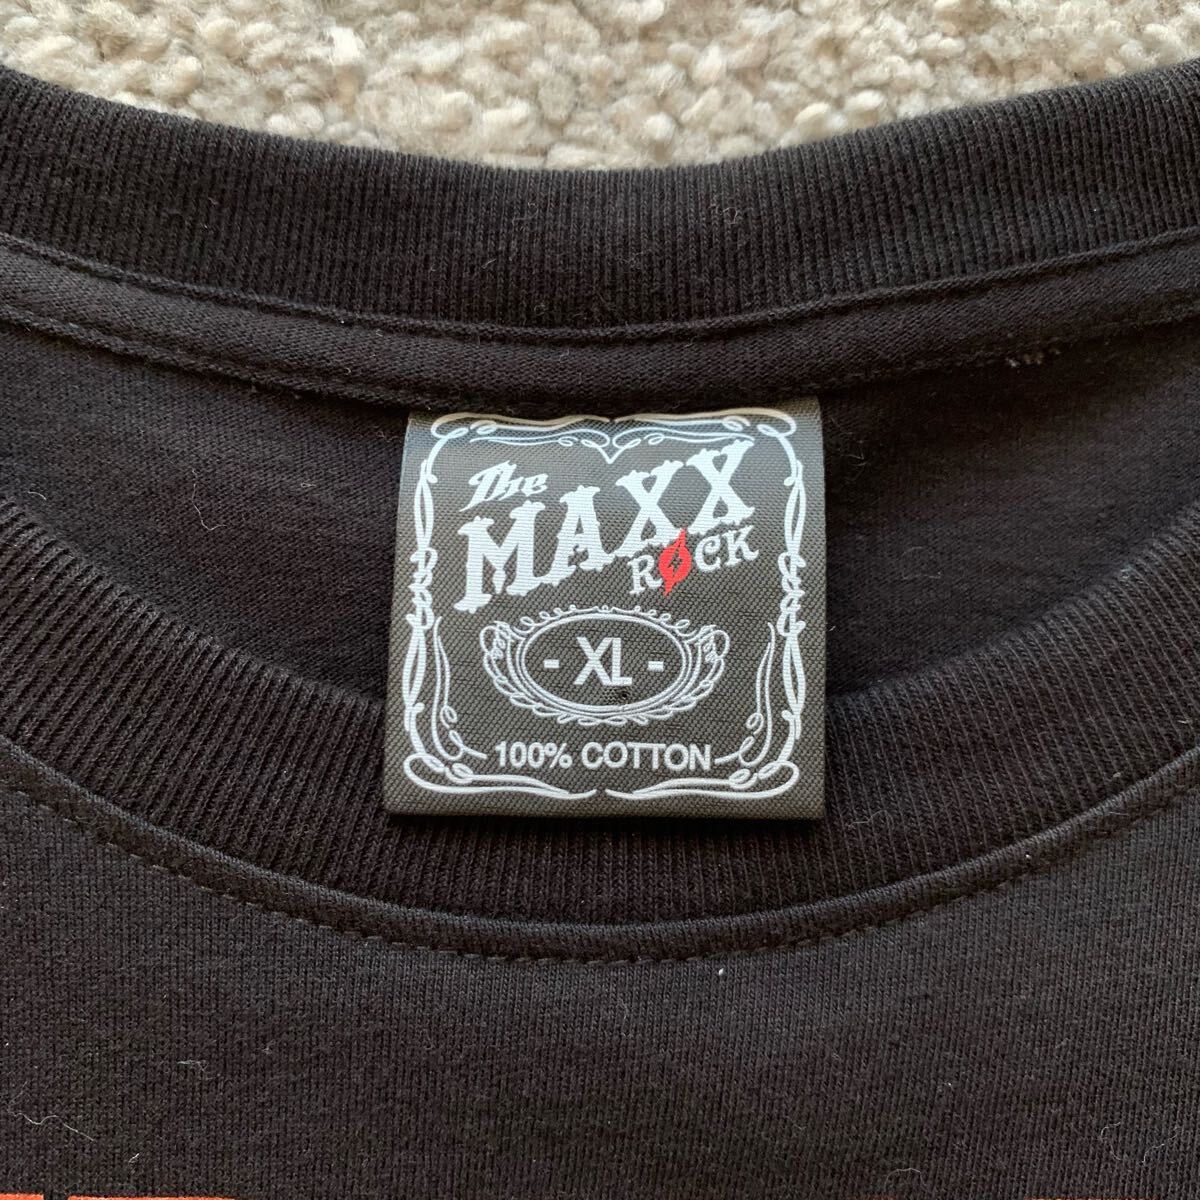 The
MAXX
ROCK
- XL -
100% COTTON